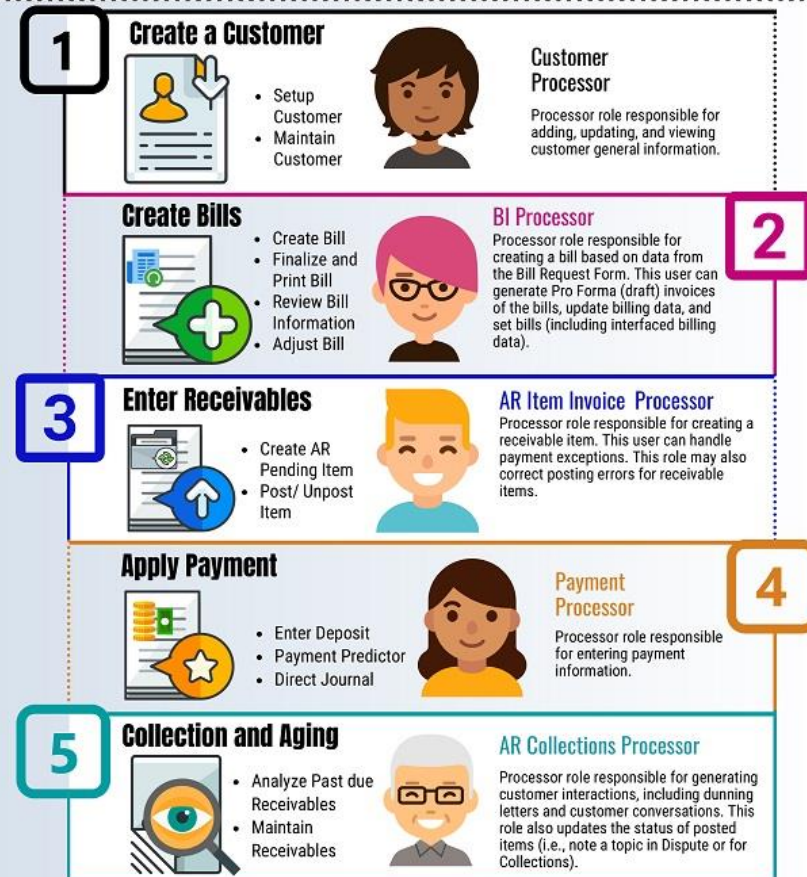 1
Create a Customer
• Setup
Customer
• Maintain
Customer
Customer
Processor
Processor role responsible for
adding, updating, and viewing
customer general information.
2
Create Bills
• Create Bill
• Finalize and
Print Bill
• Review Bill
Information
• Adjust Bill
BI Processor
Processor role responsible for
creating a bill based on data from
the Bill Request Form. This user can
generate Pro Forma (draft) invoices
of the bills, update billing data, and
set bills (including interfaced billing
data).
3
Enter Receivables
• Create AR
Pending Item
• Post/ Unpost
Item
AR Item Invoice Processor
Processor role responsible for creating a
receivable item. This user can handle
payment exceptions. This role may also
correct posting errors for receivable
items.
4
Apply Payment
• Enter Deposit
• Payment Predictor
• Direct Journal
Payment
Processor
Processor role responsible
for entering payment
information.
5
Collection and Aging
• Analyze Past due
Receivables
• Maintain
Receivables
AR Collections Processor
Processor role responsible for generating
customer interactions, including dunning
letters and customer conversations. This
role also updates the status of posted
items (i.e., note a topic in Dispute or for
Collections).